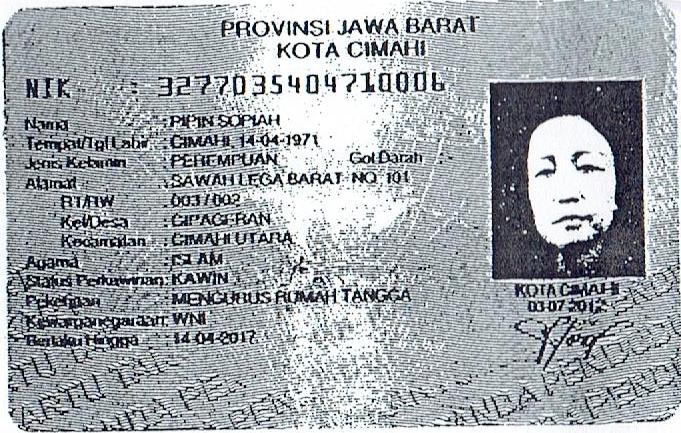 PROVINSI JAWA BARAT
KOTA CIMAHI
NIK : 3277035404710006
Nama : PIPIN SOPIAH
Tempat/Tgl Lahir : CIMAHI, 14-04-1971
Jenis Kelamin : PEREMPUAN Gol Darah : -
Alamat : SAWAH LEGA BARAT NO. 101
RT/RW : 003 / 002
Kel/Desa : CIPAGERAN
Kecamatan : CIMAHI UTARA
Agama : ISLAM
Status Perkawinan: KAWIN
Pekerjaan : MENGURUS RUMAH TANGGA
Kewarganegaraan: WNI
Berlaku Hingga : 14-04-2017
KOTA CIMAHI
03-07-2012